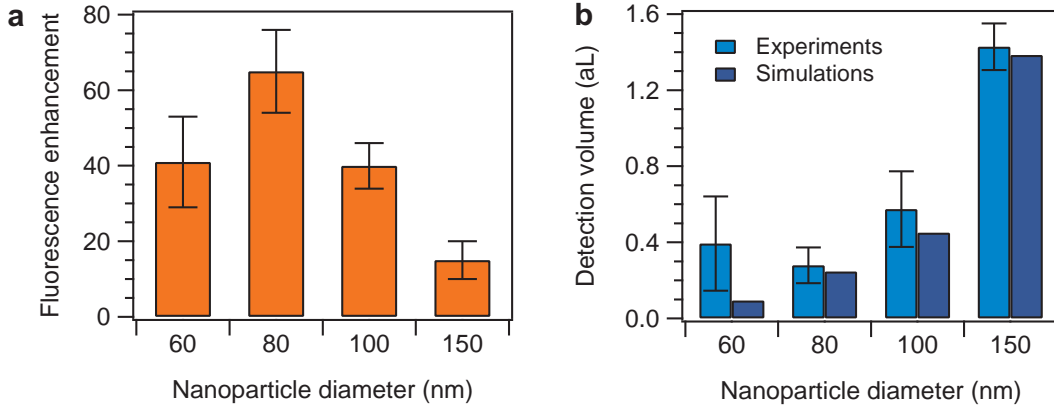 a
Fluorescence enhancement
80
60
40
20
0
60 80 100 150
Nanoparticle diameter (nm)
b
Detection volume (aL)
1.6
1.2
0.8
0.4
0.0
Experiments
Simulations
60 80 100 150
Nanoparticle diameter (nm)